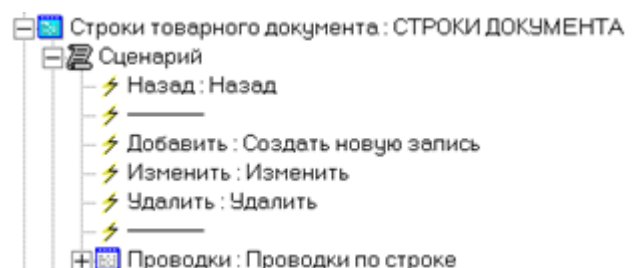 Строки товарного документа : СТРОКИ ДОКУМЕНТА
Сценарий
Назад : Назад
Добавить : Создать новую запись
Изменить : Изменить
Удалить : Удалить
Проводки : Проводки по строке